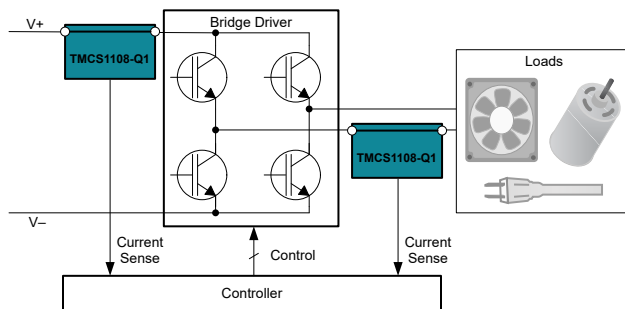 V+
TMCS1108-Q1
Bridge Driver
Loads
TMCS1108-Q1
V–
Current
Sense
Control
Current
Sense
Controller